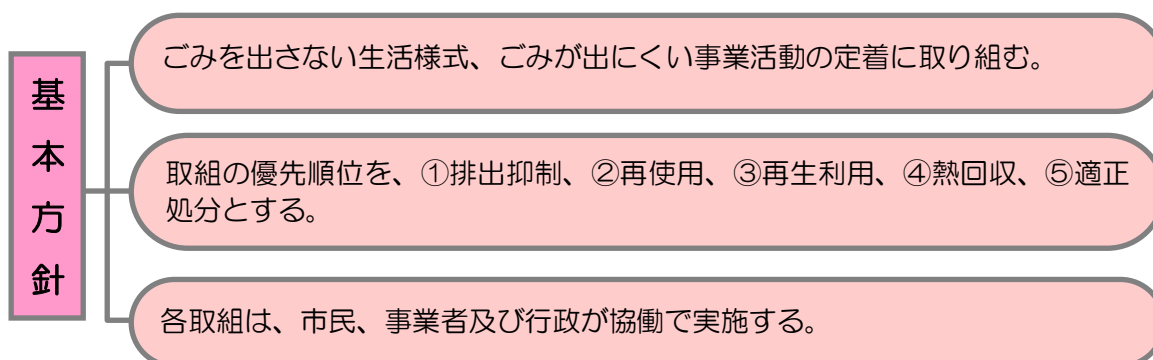 基本方針
ごみを出さない生活様式、ごみが出にくい事業活動の定着に取り組む。
取組の優先順位を、①排出抑制、②再使用、③再生利用、④熱回収、⑤適正
処分とする。
各取組は、市民、事業者及び行政が協働で実施する。